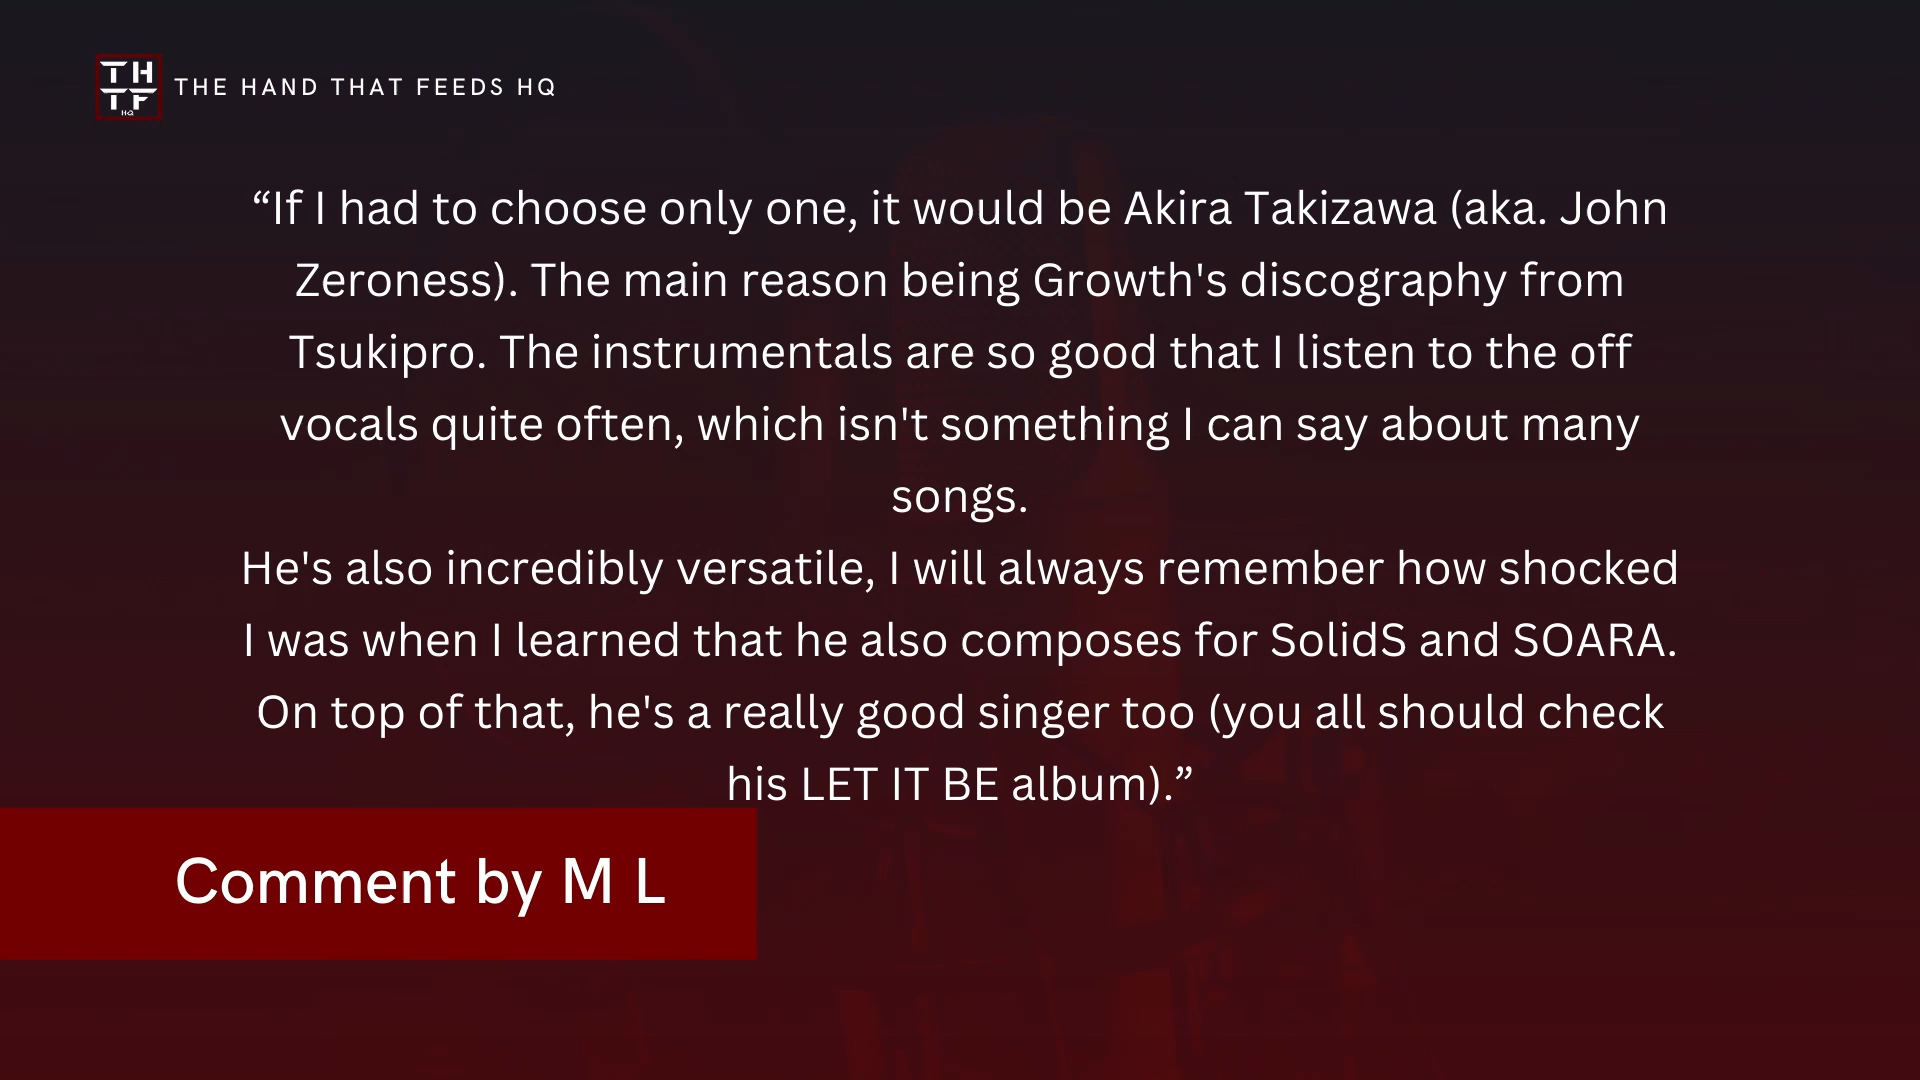 TH
TF
HQ
THE HAND THAT FEEDS HQ
“If I had to choose only one, it would be Akira Takizawa (aka. John
Zeroness). The main reason being Growth's discography from
Tsukipro. The instrumentals are so good that I listen to the off
vocals quite often, which isn't something I can say about many
songs.
He's also incredibly versatile, I will always remember how shocked
I was when I learned that he also composes for SolidS and SOARA.
On top of that, he's a really good singer too (you all should check
his LET IT BE album).”
Comment by M L